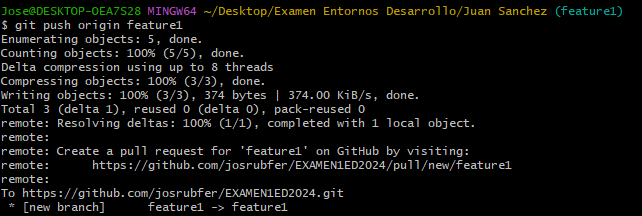 Jose@DESKTOP-OEA7S28 MINGW64 ~/Desktop/Examen Entornos Desarrollo/Juan Sanchez (feature1)
$ git push origin feature1
Enumerating objects: 5, done.
Counting objects: 100% (5/5), done.
Delta compression using up to 8 threads
Compressing objects: 100% (3/3), done.
Writing objects: 100% (3/3), 374 bytes | 374.00 KiB/s, done.
Total 3 (delta 1), reused 0 (delta 0), pack-reused 0
remote: Resolving deltas: 100% (1/1), completed with 1 local object.
remote:
remote: Create a pull request for 'feature1' on GitHub by visiting:
remote:      https://github.com/josrubfer/EXAMEN1ED2024/pull/new/feature1
remote:
To https://github.com/josrubfer/EXAMEN1ED2024.git
 * [new branch]      feature1 -> feature1